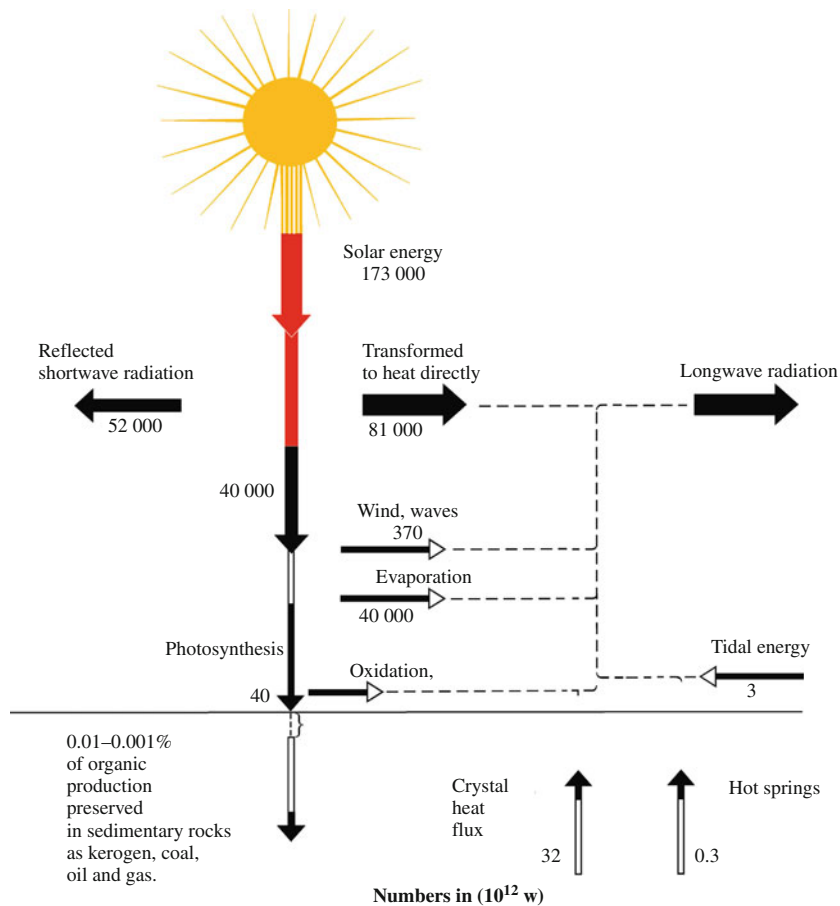 Solar energy
173 000
Reflected
shortwave radiation
52 000
Transformed
to heat directly
81 000
Longwave radiation
40 000
Wind, waves
370
Evaporation
40 000
Photosynthesis
40
Oxidation,
Tidal energy
3
0.01–0.001%
of organic
production
preserved
in sedimentary rocks
as kerogen, coal,
oil and gas.
Crystal
heat
flux
32
Hot springs
0.3
Numbers in (10¹² w)